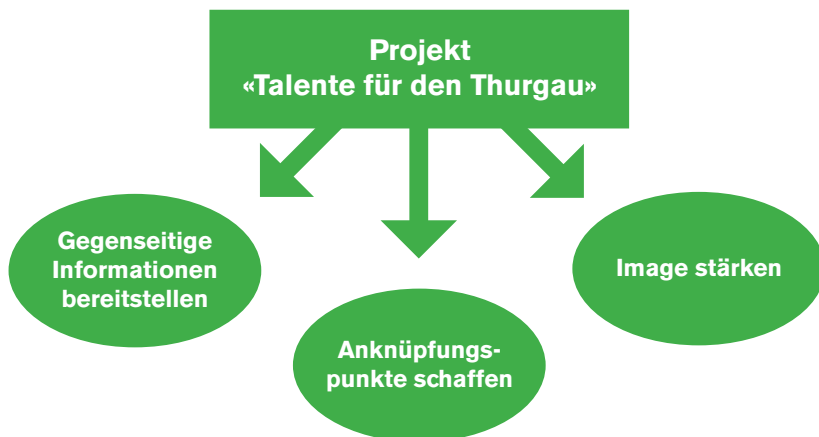 Projekt
«Talente für den Thurgau»
Gegenseitige
Informationen
bereitstellen
Anknüpfungs-
punkte schaffen
Image stärken